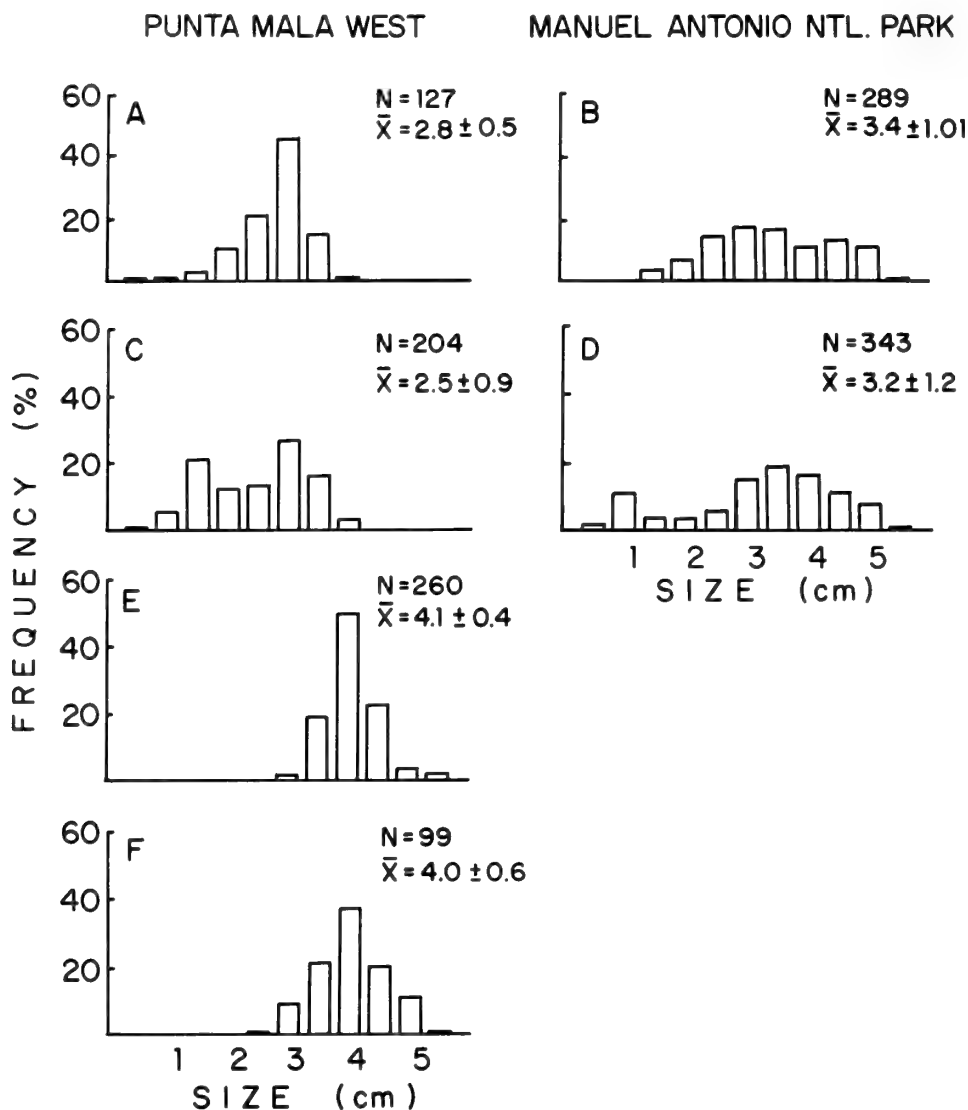 PUNTA MALA WEST
MANUEL ANTONIO NTL. PARK
FREQUENCY (%)
60
40
20
A
N=127
X̄=2.8±0.5
B
N=289
X̄=3.4±1.01
60
40
20
C
N=204
X̄=2.5±0.9
D
N=343
X̄=3.2±1.2
1 2 3 4 5
SIZE (cm)
60
40
20
E
N=260
X̄=4.1±0.4
60
40
20
F
N=99
X̄=4.0±0.6
1 2 3 4 5
SIZE (cm)